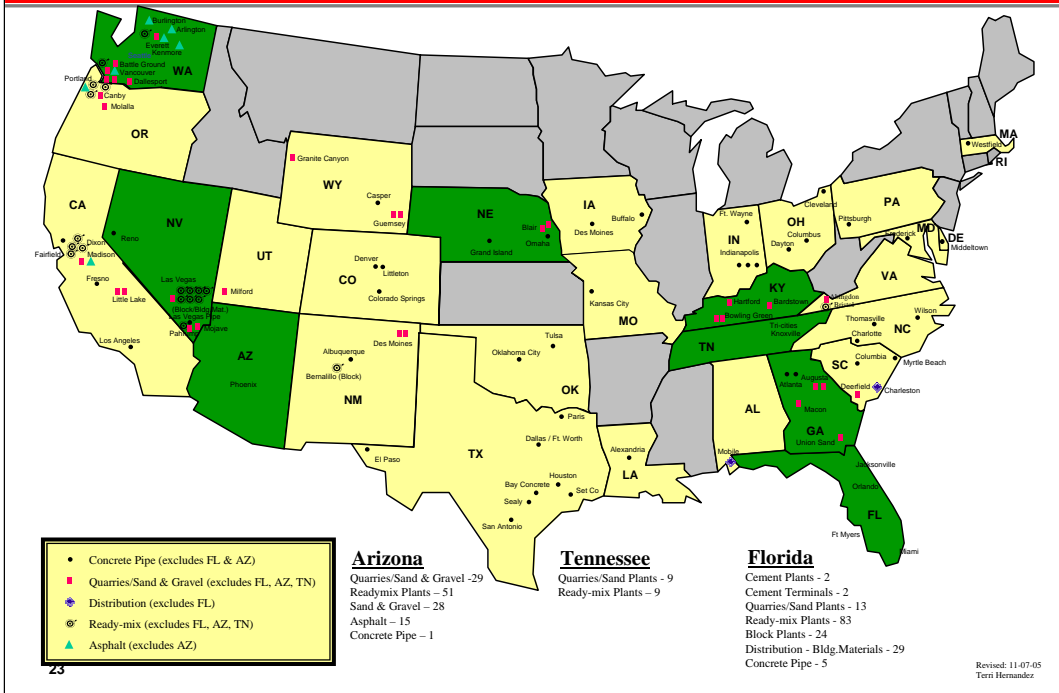 Burlington
Arlington
Everett
Kenmore
Battle Ground
Vancouver
Dallesport
WA
Portland
Canby
Molalla
OR
CA
Dixon
Fairfield
Madison
Fresno
Little Lake
Los Angeles
NV
Reno
Las Vegas
(Block/Bldg.Mat.)
Las Vegas Pipe
Mojave
UT
Milford
AZ
Phoenix
WY
Granite Canyon
Casper
Guernsey
CO
Denver
Littleton
Colorado Springs
NM
Albuquerque
Bernalillo (Block)
Des Moines
NE
Blair
Omaha
Grand Island
IA
Buffalo
Des Moines
MO
Kansas City
OK
Tulsa
Oklahoma City
TX
Paris
Dallas / Ft. Worth
El Paso
Houston
Bay Concrete
Set Co
Sealy
San Antonio
LA
Alexandria
IN
Ft. Wayne
Indianapolis
OH
Cleveland
Columbus
Dayton
PA
Pittsburgh
MA
Westfield
RI
MD
Frederick
DE
Middeltown
VA
Abingdon
Bristol
KY
Hartford
Bardstown
Bowling Green
TN
Tri-cities
Knoxville
NC
Wilson
Thomasville
Charlotte
SC
Columbia
Myrtle Beach
Deerfield
Charleston
GA
Atlanta
Augusta
Macon
Union Sand
AL
Mobile
FL
Jacksonville
Orlando
Ft Myers
Miami
Concrete Pipe (excludes FL & AZ)
Quarries/Sand & Gravel (excludes FL, AZ, TN)
Distribution (excludes FL)
Ready-mix (excludes FL, AZ, TN)
Asphalt (excludes AZ)
23
Arizona
Quarries/Sand & Gravel -29
Readymix Plants – 51
Sand & Gravel – 28
Asphalt – 15
Concrete Pipe – 1
Tennessee
Quarries/Sand Plants - 9
Ready-mix Plants – 9
Florida
Cement Plants - 2
Cement Terminals - 2
Quarries/Sand Plants - 13
Ready-mix Plants - 83
Block Plants - 24
Distribution - Bldg.Materials - 29
Concrete Pipe - 5
Revised: 11-07-05
Terri Hernandez